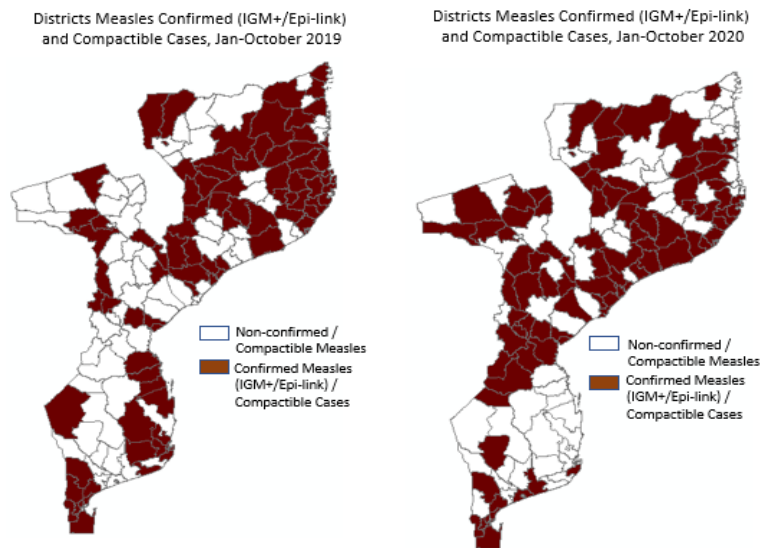 Districts Measles Confirmed (IGM+/Epi-link)
and Compactible Cases, Jan-October 2019
Non-confirmed /
Compactible Measles
Confirmed Measles
(IGM+/Epi-link) /
Compactible Cases
Districts Measles Confirmed (IGM+/Epi-link)
and Compactible Cases, Jan-October 2020
Non-confirmed /
Compactible Measles
Confirmed Measles
(IGM+/Epi-link) /
Compactible Cases